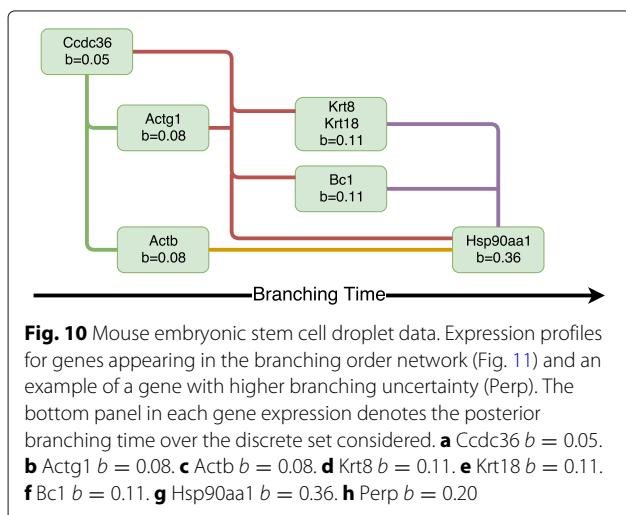 Ccdc36
b=0.05
Actg1
b=0.08
Krt8
Krt18
b=0.11
Bc1
b=0.11
Actb
b=0.08
Hsp90aa1
b=0.36
Branching Time
Fig. 10 Mouse embryonic stem cell droplet data. Expression profiles
for genes appearing in the branching order network (Fig. 11) and an
example of a gene with higher branching uncertainty (Perp). The
bottom panel in each gene expression denotes the posterior
branching time over the discrete set considered. a Ccdc36 b = 0.05.
b Actg1 b = 0.08. c Actb b = 0.08. d Krt8 b = 0.11. e Krt18 b = 0.11.
f Bc1 b = 0.11. g Hsp90aa1 b = 0.36. h Perp b = 0.20